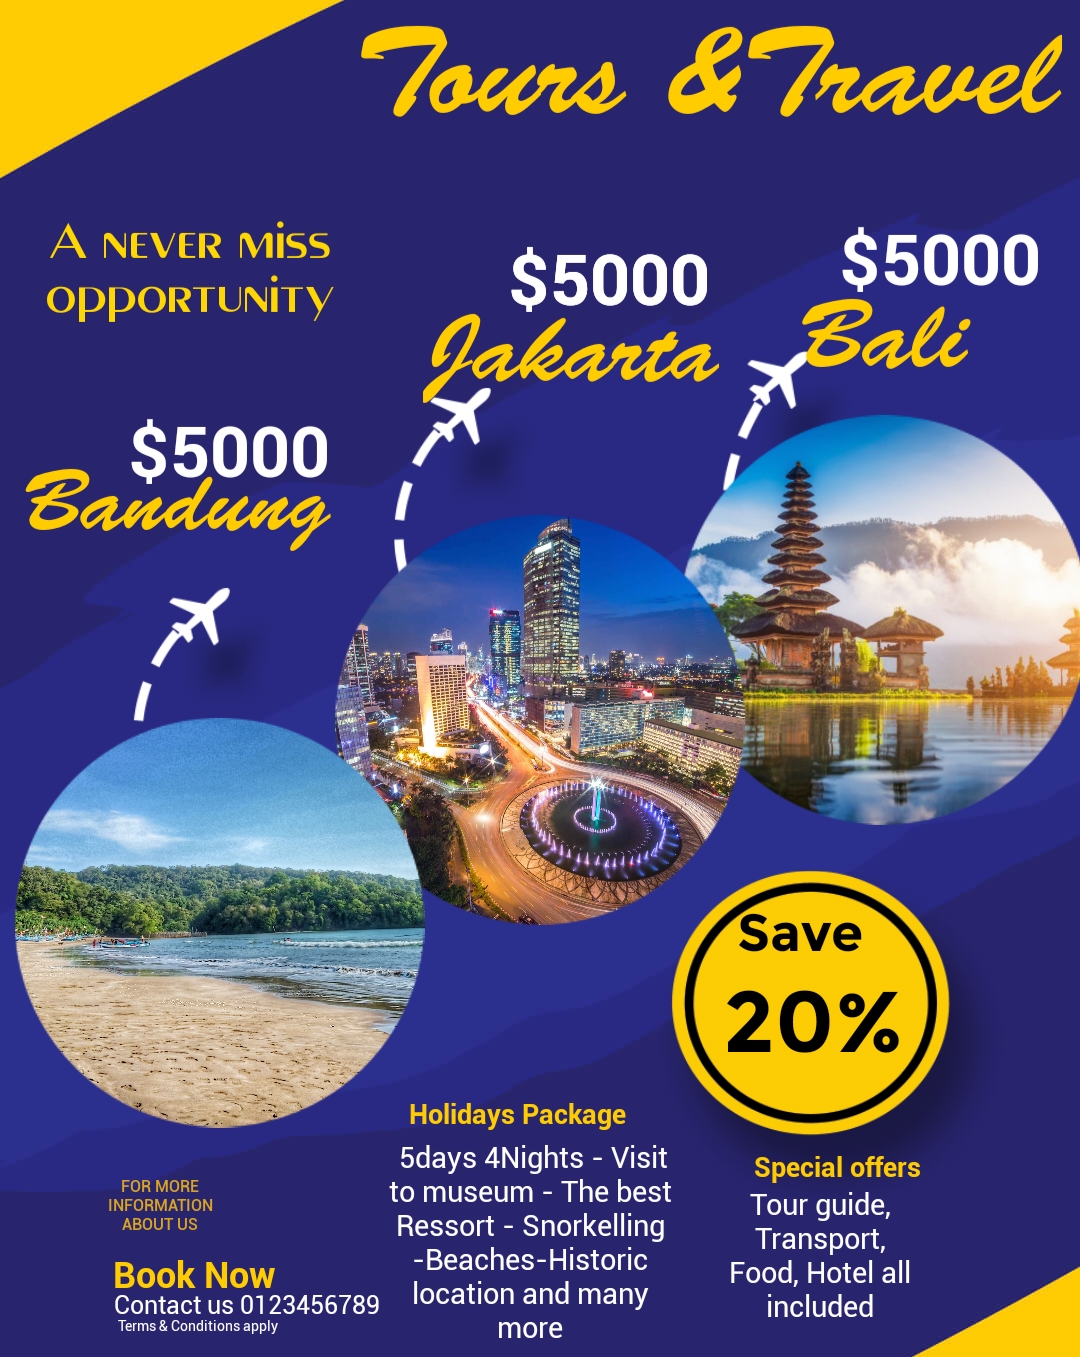 Tours & Travel
A NEVER MISS
OPPORTUNITY
$5000
Bandung
$5000
Jakarta
$5000
Bali
Save
20%
Holidays Package
5days 4Nights - Visit
to museum - The best
Ressort - Snorkelling
-Beaches-Historic
location and many
more
Special offers
Tour guide,
Transport,
Food, Hotel all
included
FOR MORE
INFORMATION
ABOUT US
Book Now
Contact us 0123456789
Terms & Conditions apply